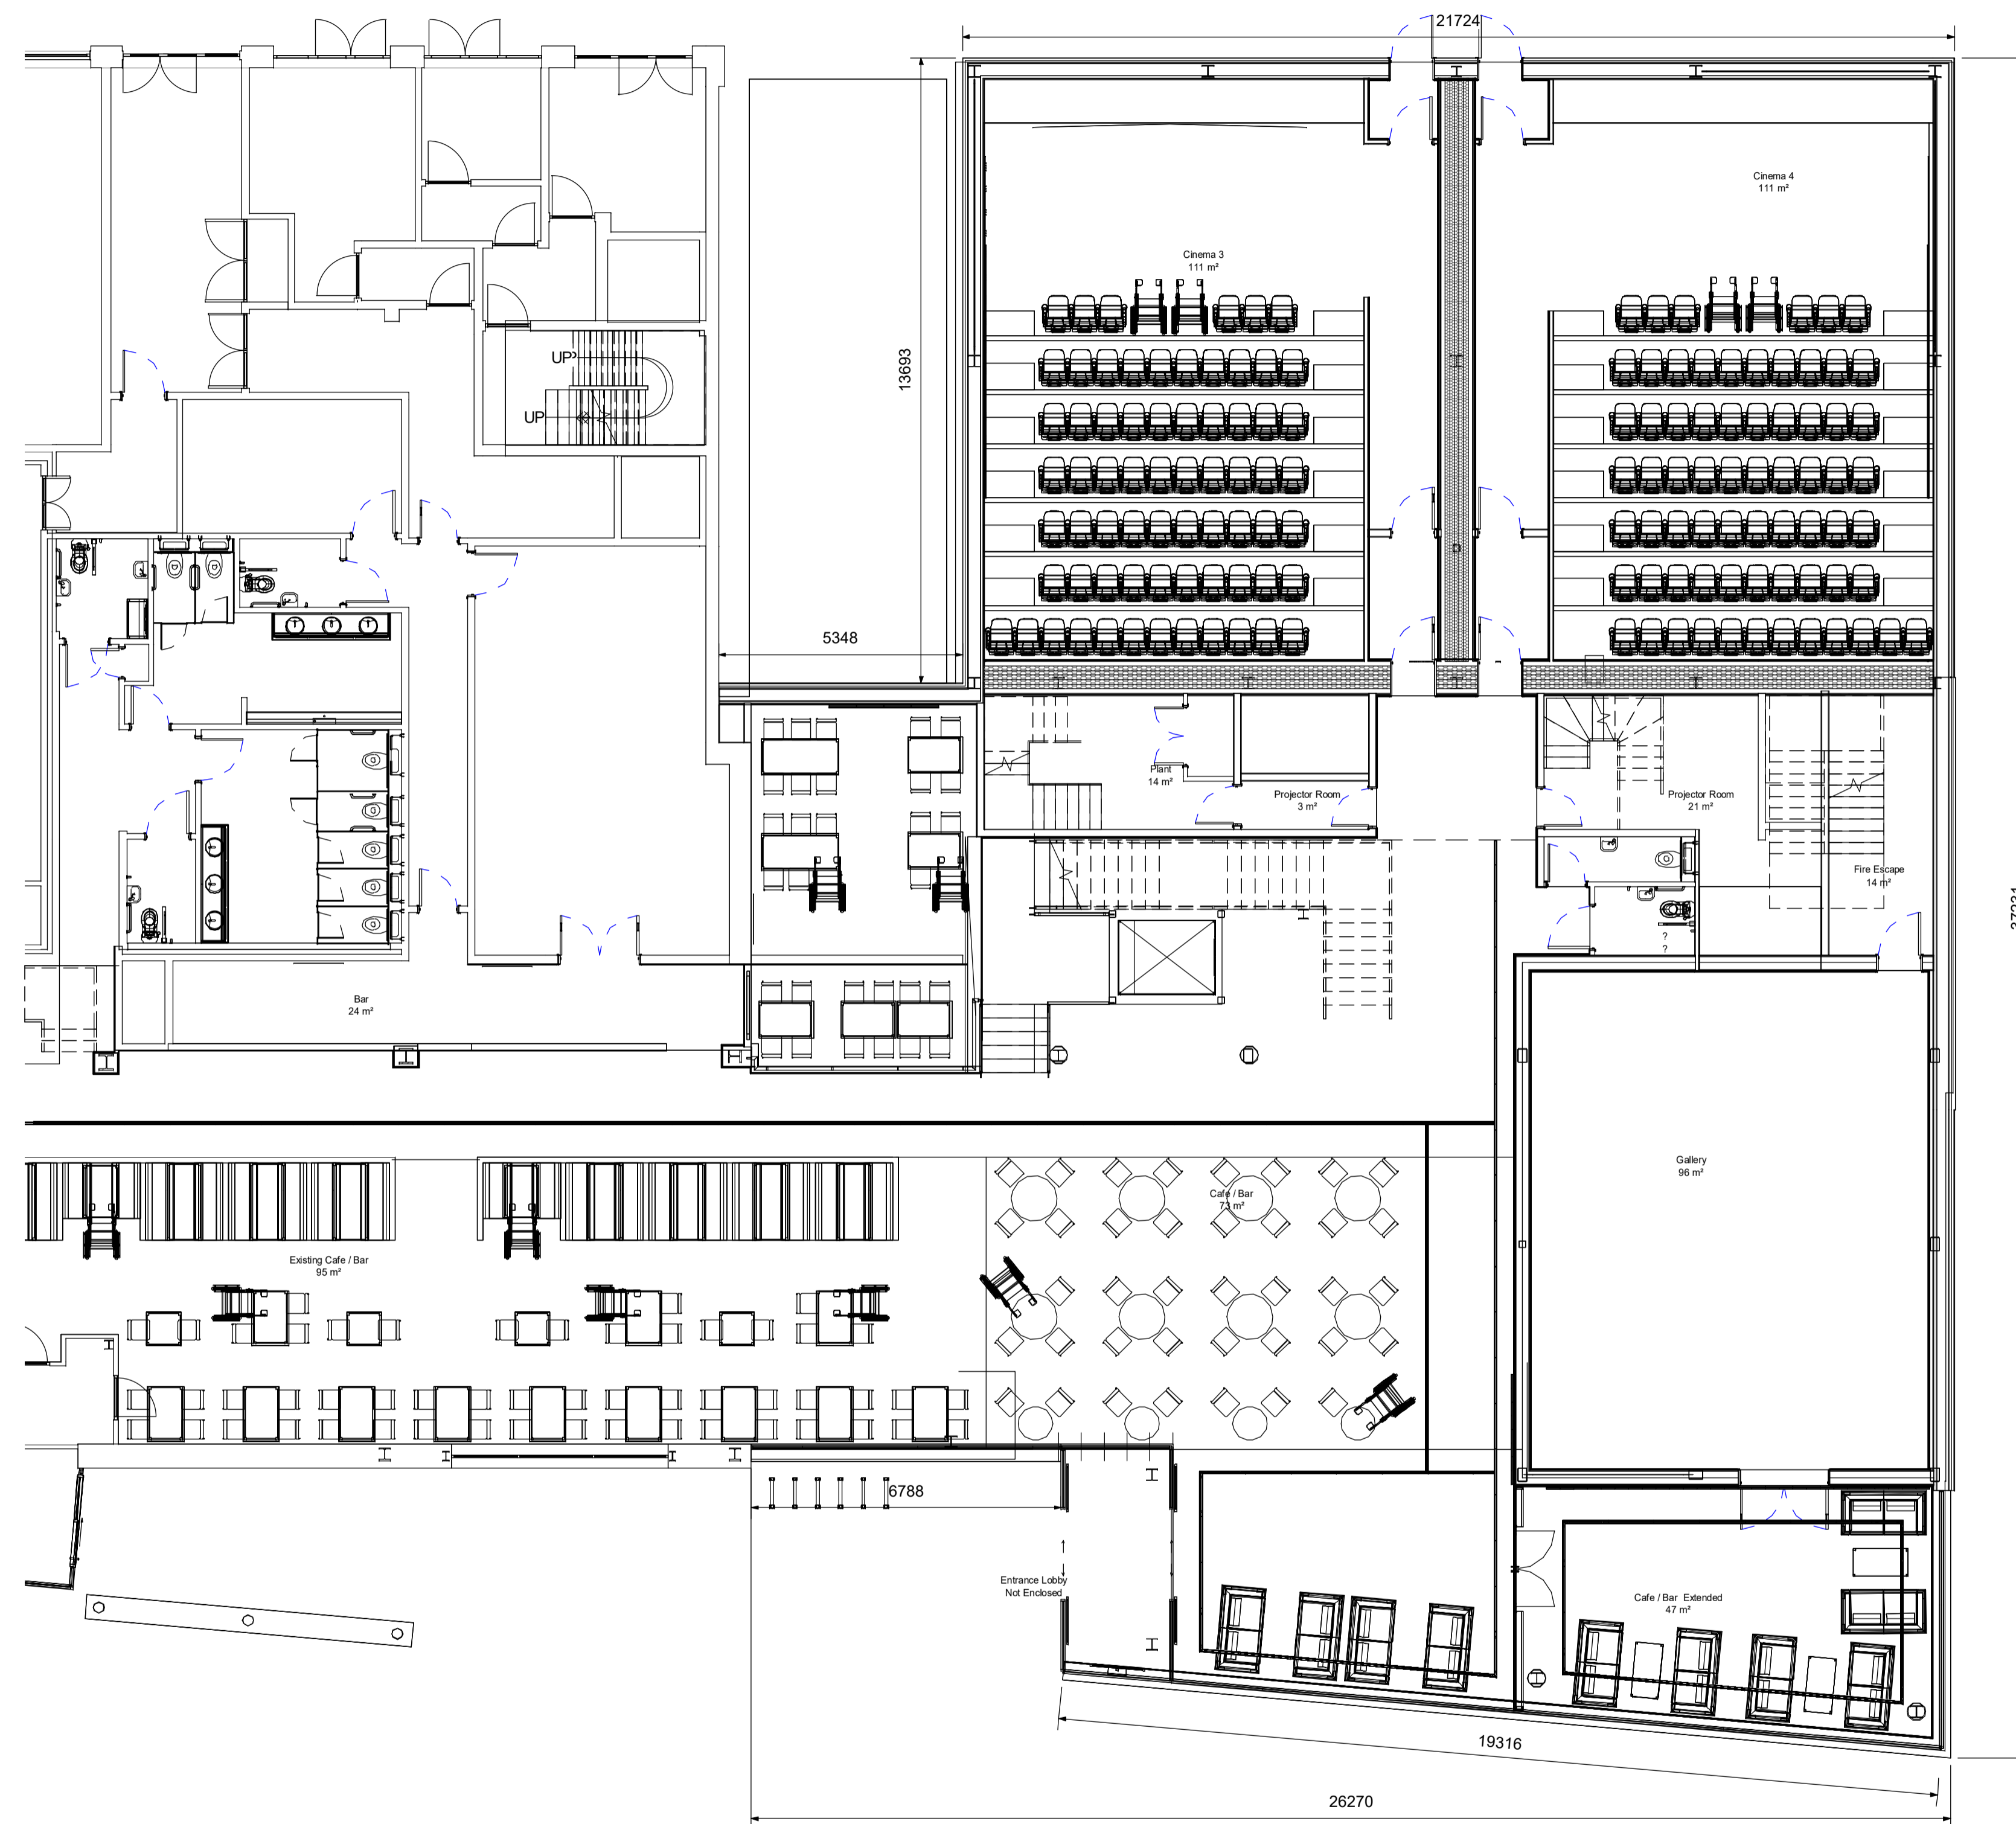 21724
Cinema 4
111 m²
Cinema 3
111 m²
UP
UP
13693
5348
Plant
14 m²
Projector Room
3 m²
Projector Room
21 m²
Fire Escape
14 m²
?
?
Bar
24 m²
Gallery
96 m²
Cafe / Bar
73 m²
Existing Cafe / Bar
95 m²
6788
Entrance Lobby
Not Enclosed
Cafe / Bar Extended
47 m²
19316
26270